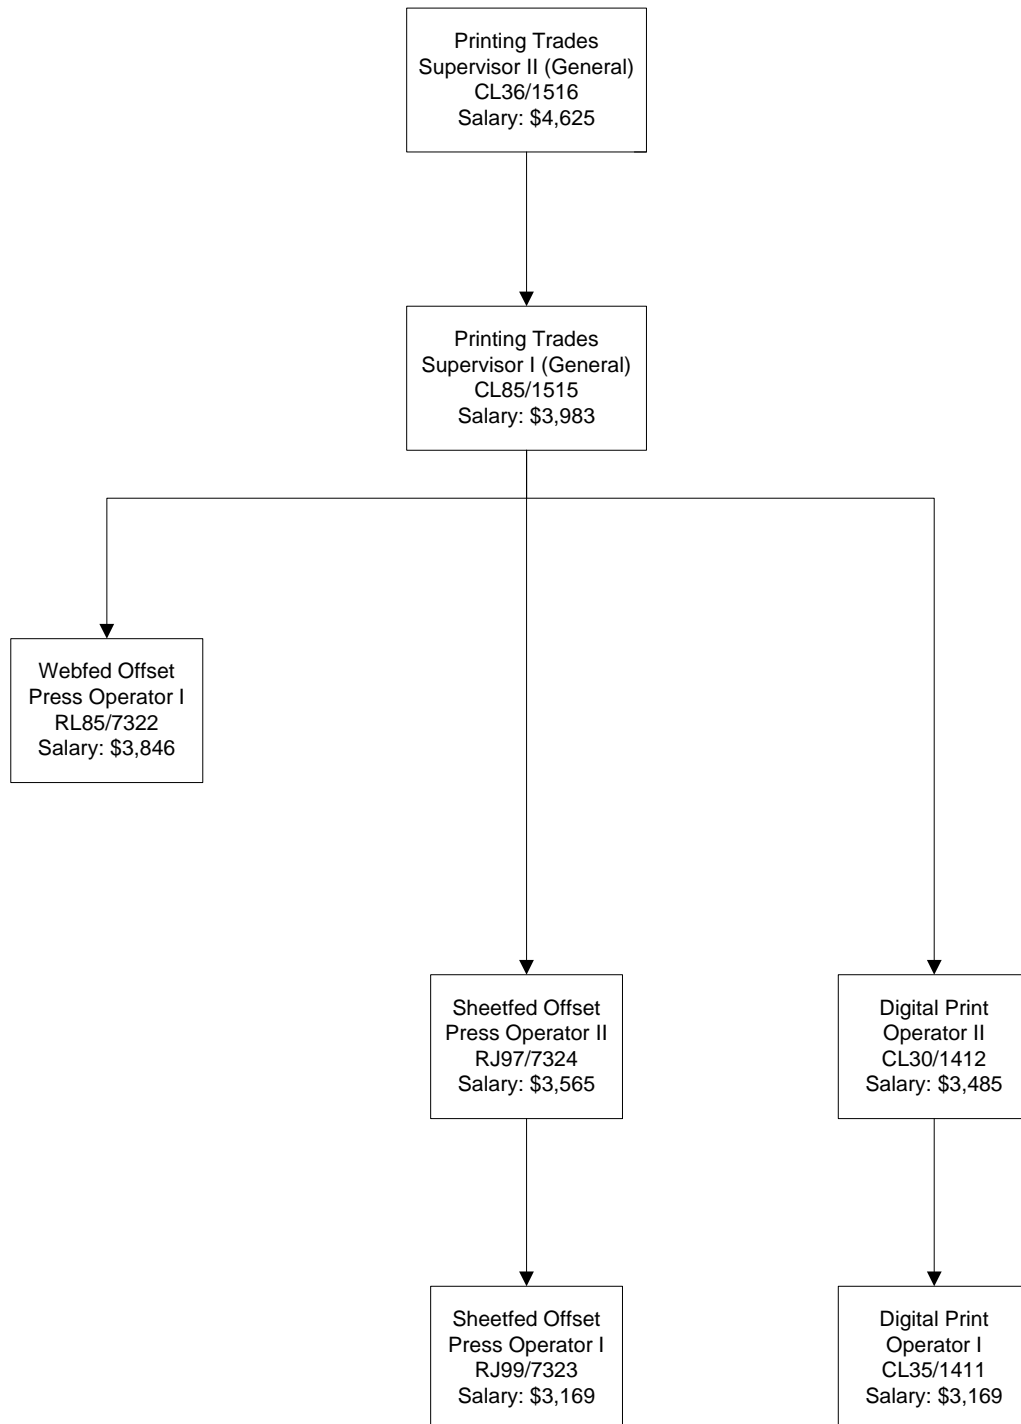 Printing Trades
Supervisor II (General)
CL36/1516
Salary: $4,625
Printing Trades
Supervisor I (General)
CL85/1515
Salary: $3,983
Webfed Offset
Press Operator I
RL85/7322
Salary: $3,846
Sheetfed Offset
Press Operator II
RJ97/7324
Salary: $3,565
Digital Print
Operator II
CL30/1412
Salary: $3,485
Sheetfed Offset
Press Operator I
RJ99/7323
Salary: $3,169
Digital Print
Operator I
CL35/1411
Salary: $3,169